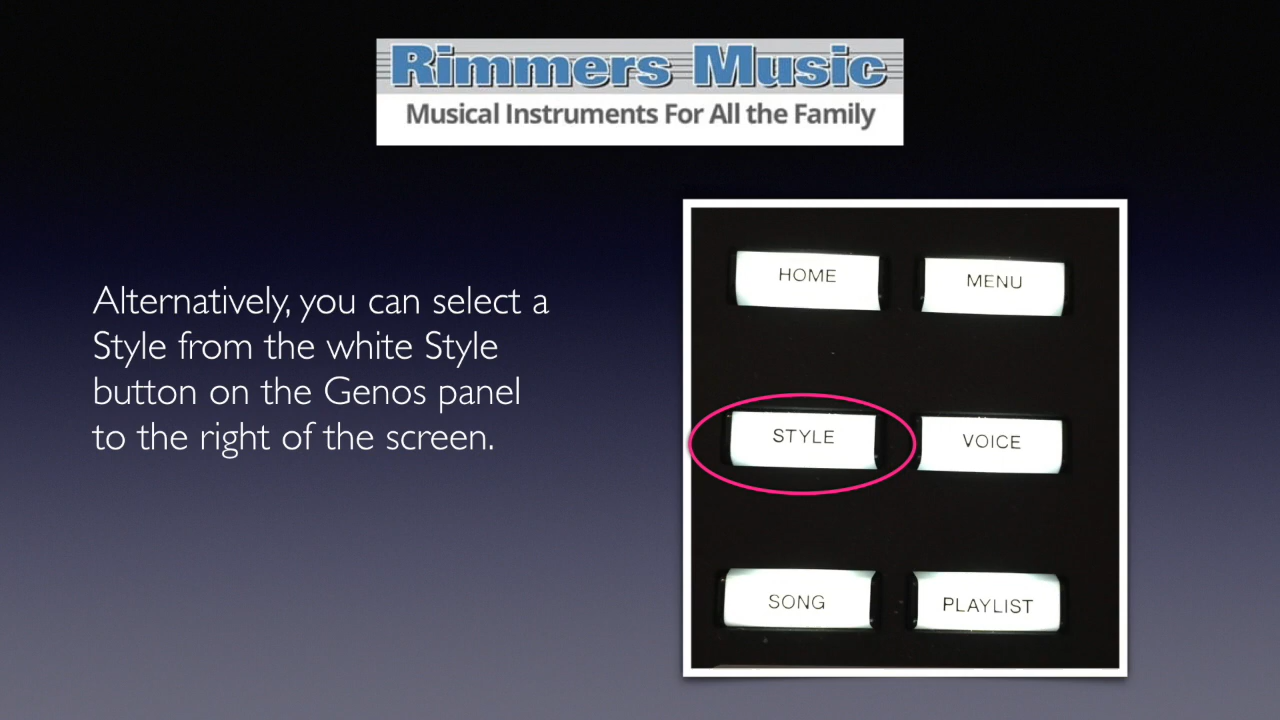 Rimmers Music
Musical Instruments For All the Family
Alternatively, you can select a
Style from the white Style
button on the Genos panel
to the right of the screen.
HOME
MENU
STYLE
VOICE
SONG
PLAYLIST